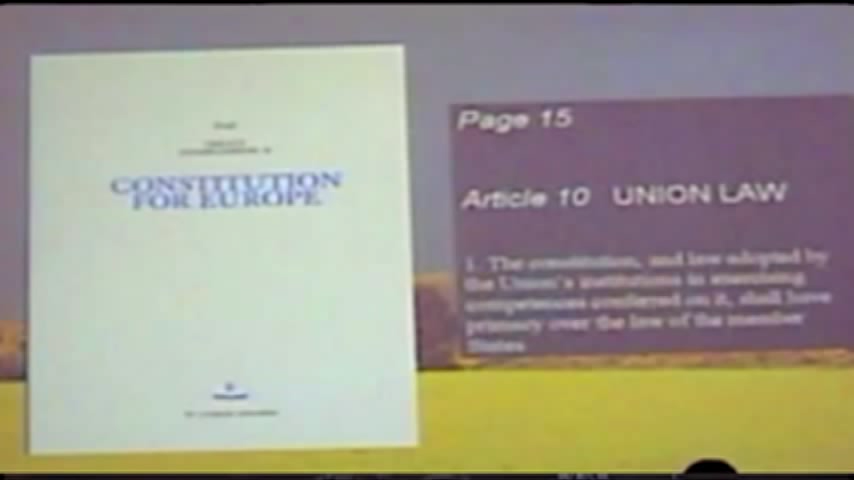 CONSTITUTION
FOR EUROPE
Page 15
Article 10 UNION LAW
1. The constitution, and law adopted by
the Union's institutions in exercising
competences conferred on it, shall have
primacy over the law of the member
States